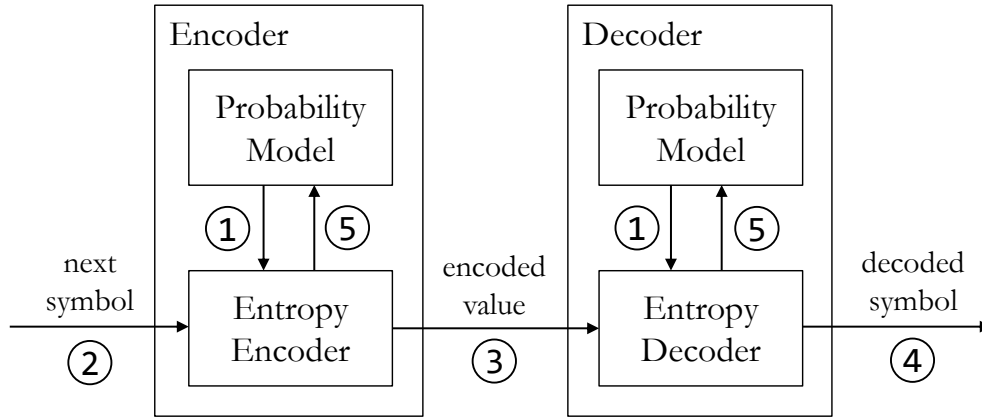 Encoder
Probability
Model
1
5
next
symbol
2
Entropy
Encoder
encoded
value
3
Decoder
Probability
Model
1
5
Entropy
Decoder
decoded
symbol
4